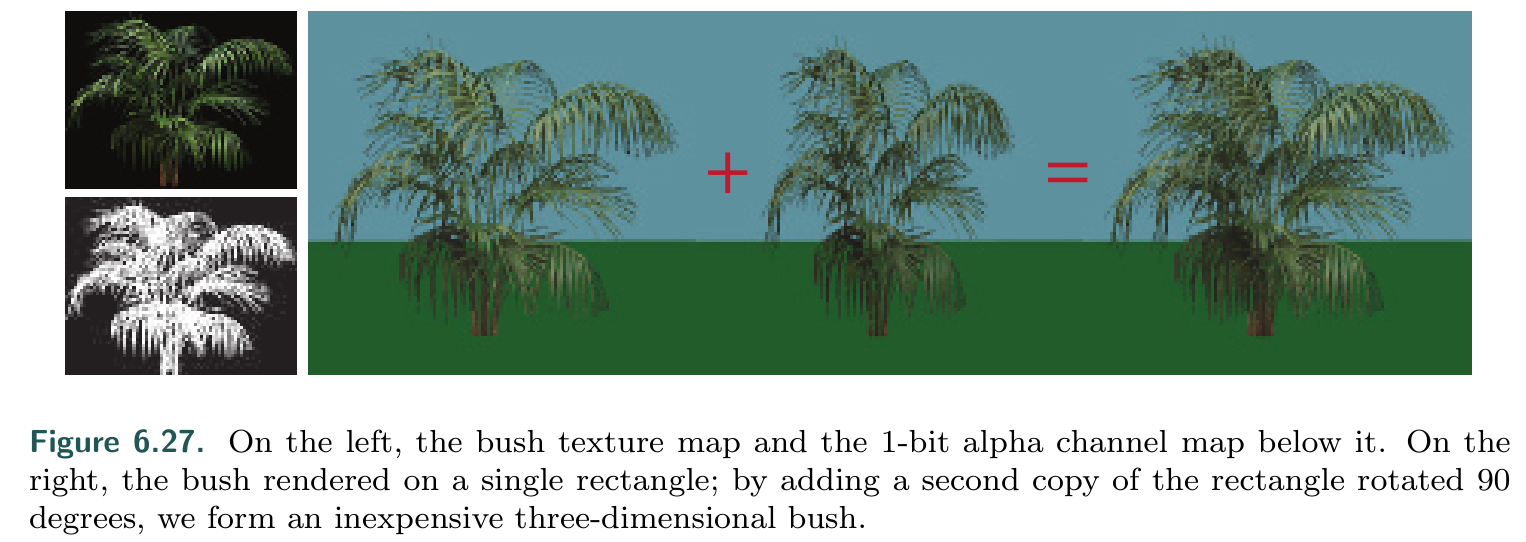 +
=
Figure 6.27. On the left, the bush texture map and the 1-bit alpha channel map below it. On the
right, the bush rendered on a single rectangle; by adding a second copy of the rectangle rotated 90
degrees, we form an inexpensive three-dimensional bush.